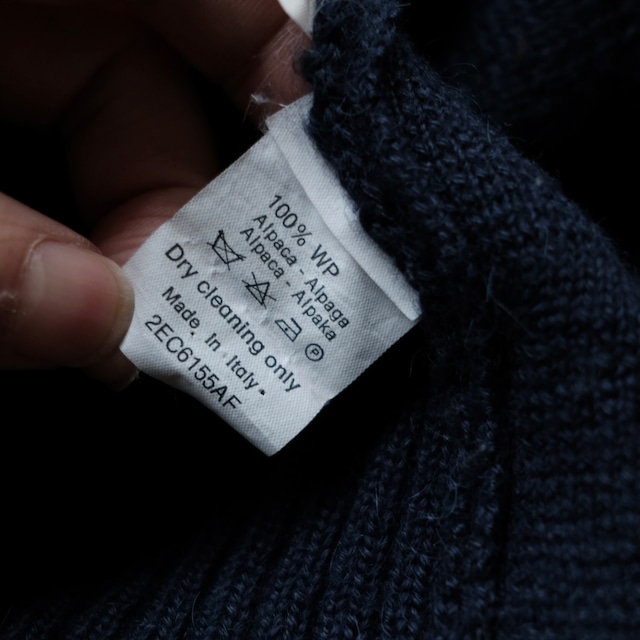 100% WP
Alpaca - Alpaga
Alpaca - Alpaka
Dry cleaning only
Made in Italy
2EC6155AF